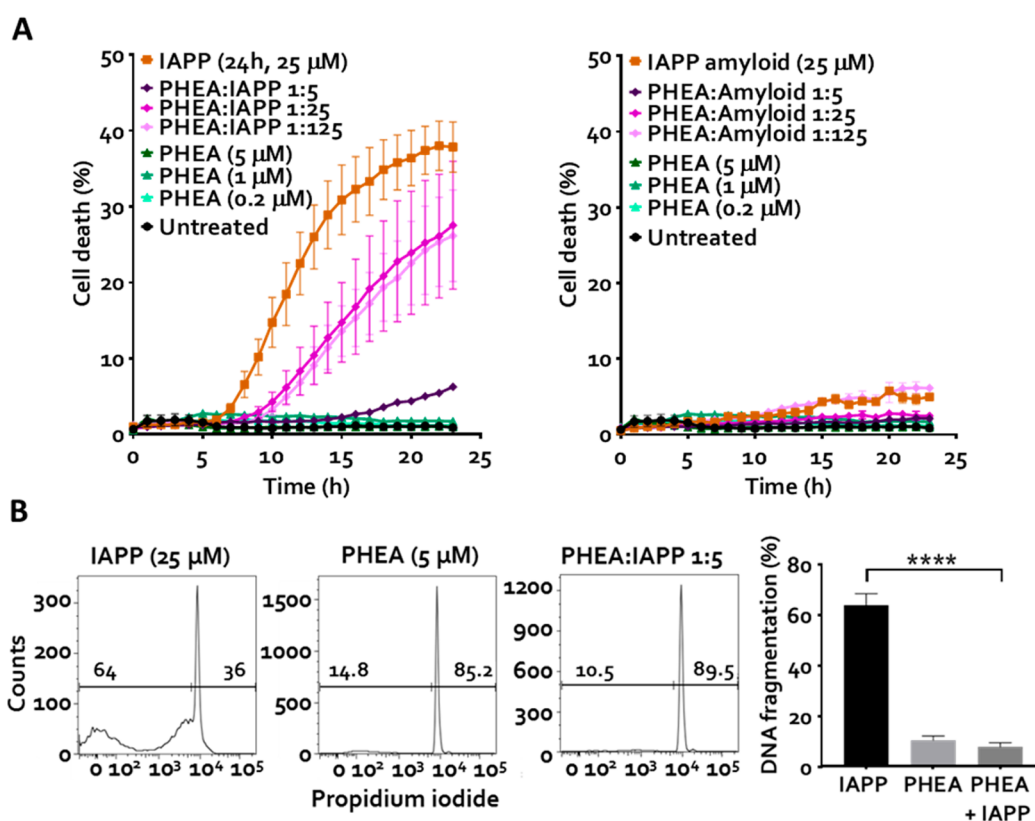 A
50
40
30
20
10
0
Cell death (%)
IAPP (24h, 25 µM)
PHEA:IAPP 1:5
PHEA:IAPP 1:25
PHEA:IAPP 1:125
PHEA (5 µM)
PHEA (1 µM)
PHEA (0.2 µM)
Untreated
0 5 10 15 20 25
Time (h)
50
40
30
20
10
0
Cell death (%)
IAPP amyloid (25 µM)
PHEA:Amyloid 1:5
PHEA:Amyloid 1:25
PHEA:Amyloid 1:125
PHEA (5 µM)
PHEA (1 µM)
PHEA (0.2 µM)
Untreated
0 5 10 15 20 25
Time (h)
B
IAPP (25 µM)
Counts
300
200
100
0
64 36
0 10² 10³ 10⁴ 10⁵
PHEA (5 µM)
1500
1000
500
0
14.8 85.2
0 10² 10³ 10⁴ 10⁵
Propidium iodide
PHEA:IAPP 1:5
1200
900
600
300
0
10.5 89.5
0 10² 10³ 10⁴ 10⁵
DNA fragmentation (%)
80
60
40
20
0
****
IAPP PHEA PHEA
+ IAPP